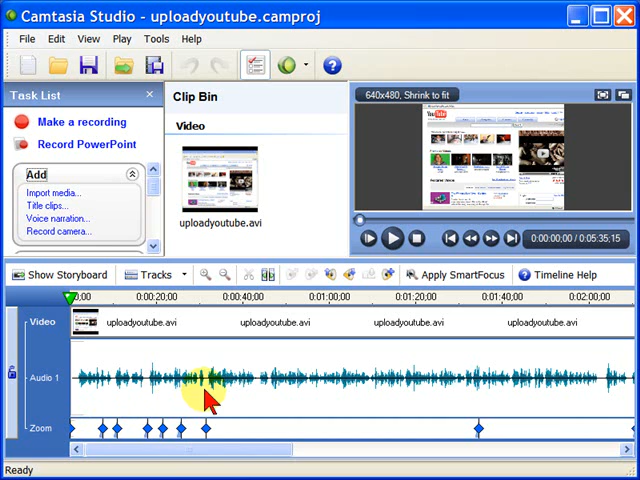 Camtasia Studio - uploadyoutube.camproj
File Edit View Play Tools Help
Task List
Make a recording
Record PowerPoint
Add
Import media...
Title clips...
Voice narration...
Record camera...
Clip Bin
Video
uploadyoutube.avi
640x480, Shrink to fit
YouTube
0:00:00;00 / 0:05:35;15
Show Storyboard Tracks Apply SmartFocus Timeline Help
0:00:20;00 0:00:40;00 0:01:00;00 0:01:20;00 0:01:40;00 0:02:00;00
Video uploadyoutube.avi uploadyoutube.avi uploadyoutube.avi uploadyoutube.avi
Audio 1
Zoom
Ready